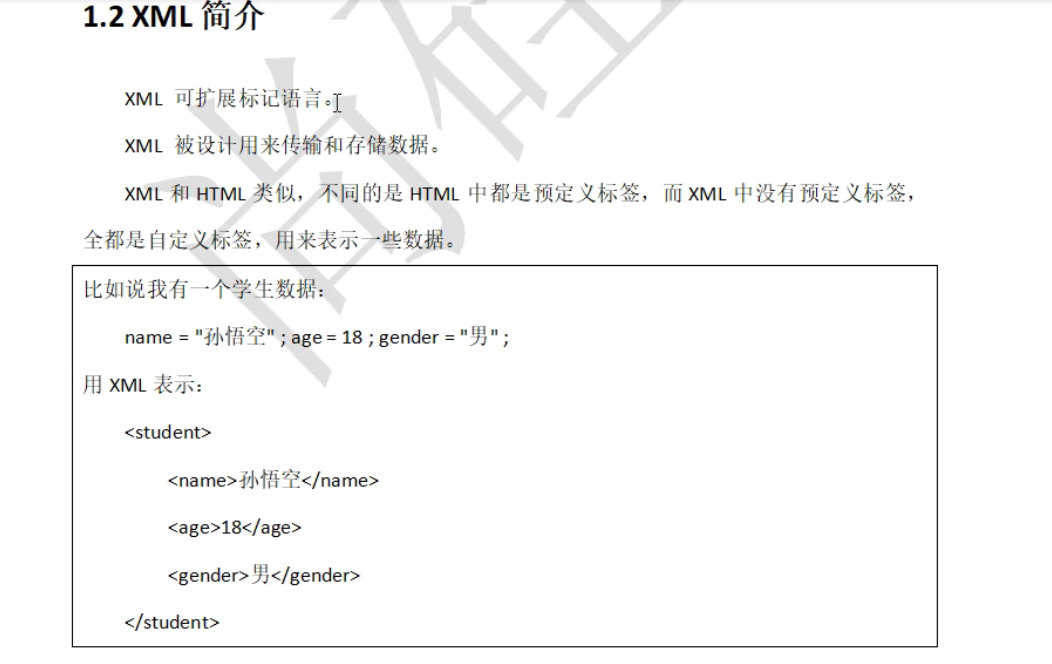 1.2 XML 简介
XML 可扩展标记语言。
XML 被设计用来传输和存储数据。
XML 和 HTML 类似，不同的是 HTML 中都是预定义标签，而 XML 中没有预定义标签，
全都是自定义标签，用来表示一些数据。
比如说我有一个学生数据：
name = "孙悟空" ; age = 18 ; gender = "男" ;
用 XML 表示：
<student>
<name>孙悟空</name>
<age>18</age>
<gender>男</gender>
</student>